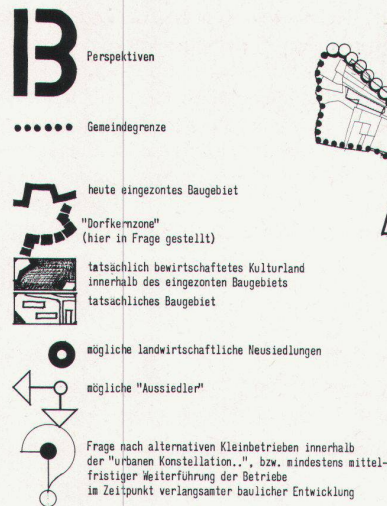 B
Perspektiven
Gemeindegrenze
heute eingezontes Baugebiet
"Dorfkernzone"
(hier in Frage gestellt)
tatsächlich bewirtschaftetes Kulturland
innerhalb des eingezonten Baugebiets
tatsächliches Baugebiet
mögliche landwirtschaftliche Neusiedlungen
mögliche "Aussiedler"
Frage nach alternativen Kleinbetrieben innerhalb
der "urbanen Konstellation..", bzw. mindestens mittel-
fristiger Weiterführung der Betriebe
im Zeitpunkt verlangsamter baulicher Entwicklung